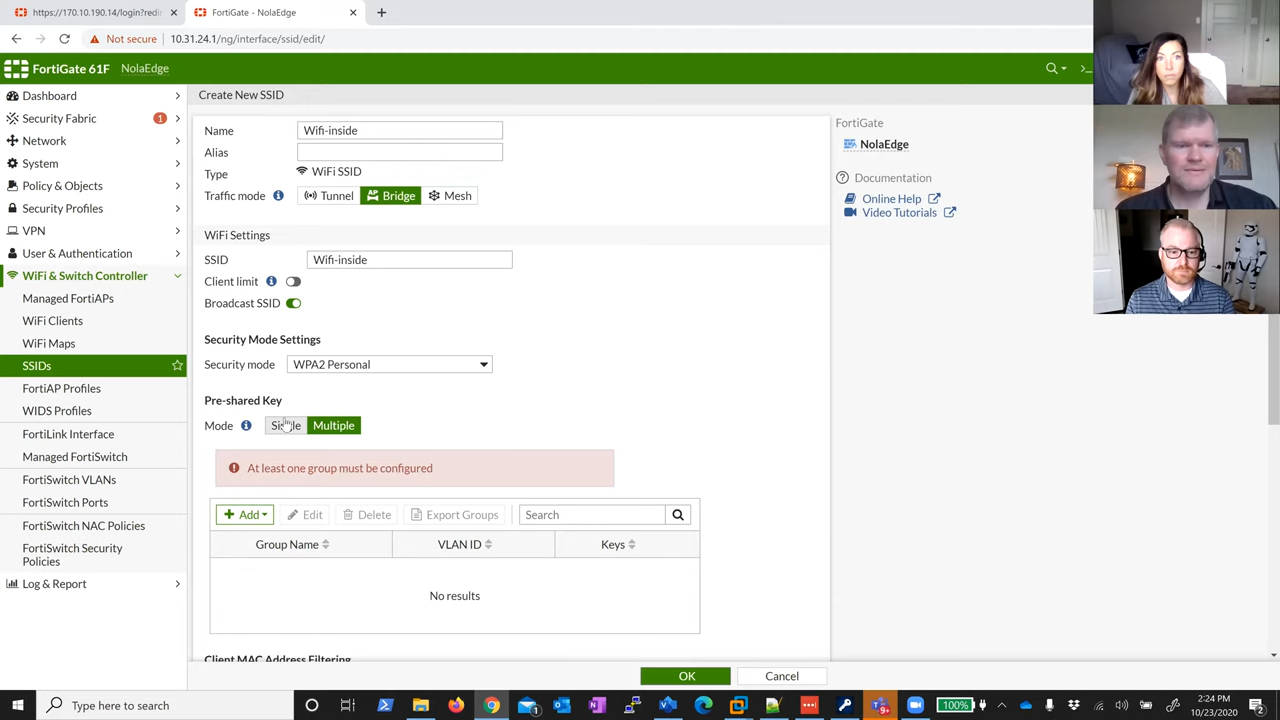 https://170.10.190.14/login?redi
FortiGate - NolaEdge
Not secure 10.31.24.1/ng/interface/ssid/edit/
FortiGate 61F NolaEdge
Dashboard
Security Fabric 1
Network
System
Policy & Objects
Security Profiles
VPN
User & Authentication
WiFi & Switch Controller
Managed FortiAPs
WiFi Clients
WiFi Maps
SSIDs
FortiAP Profiles
WIDS Profiles
FortiLink Interface
Managed FortiSwitch
FortiSwitch VLANs
FortiSwitch Ports
FortiSwitch NAC Policies
FortiSwitch Security
Policies
Log & Report
Create New SSID
Name Wifi-inside
Alias
Type WiFi SSID
Traffic mode Tunnel Bridge Mesh
WiFi Settings
SSID Wifi-inside
Client limit
Broadcast SSID
Security Mode Settings
Security mode WPA2 Personal
Pre-shared Key
Mode Single Multiple
At least one group must be configured
Add Edit Delete Export Groups Search
Group Name VLAN ID Keys
No results
Client MAC Address Filtering
OK Cancel
FortiGate
NolaEdge
Documentation
Online Help
Video Tutorials
Type here to search
100%
2:24 PM
10/23/2020
2